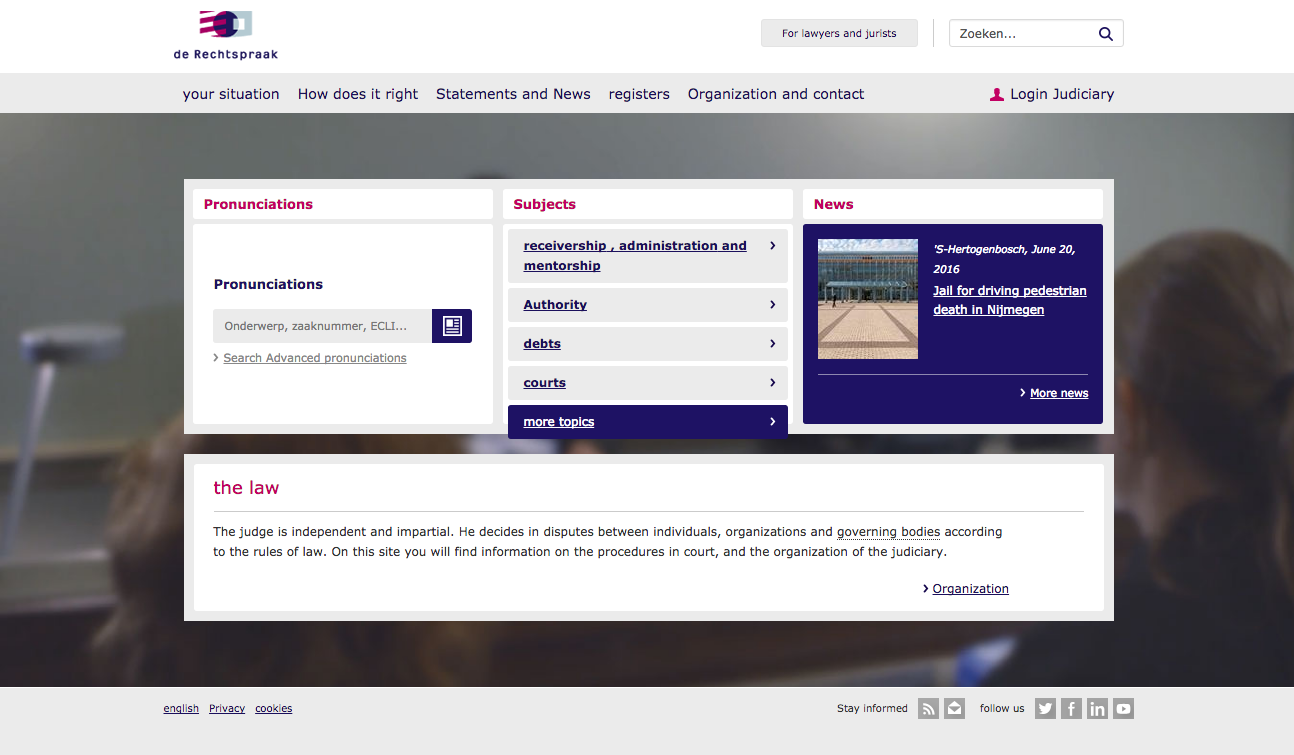 de Rechtspraak
For lawyers and jurists
Zoeken...
your situation
How does it right
Statements and News
registers
Organization and contact
Login Judiciary
Pronunciations
Pronunciations
Onderwerp, zaaknummer, ECLI...
Search Advanced pronunciations
Subjects
receivership , administration and
mentorship
Authority
debts
courts
more topics
News
'S-Hertogenbosch, June 20,
2016
Jail for driving pedestrian
death in Nijmegen
More news
the law
The judge is independent and impartial. He decides in disputes between individuals, organizations and governing bodies according
to the rules of law. On this site you will find information on the procedures in court, and the organization of the judiciary.
Organization
english
Privacy
cookies
Stay informed
follow us